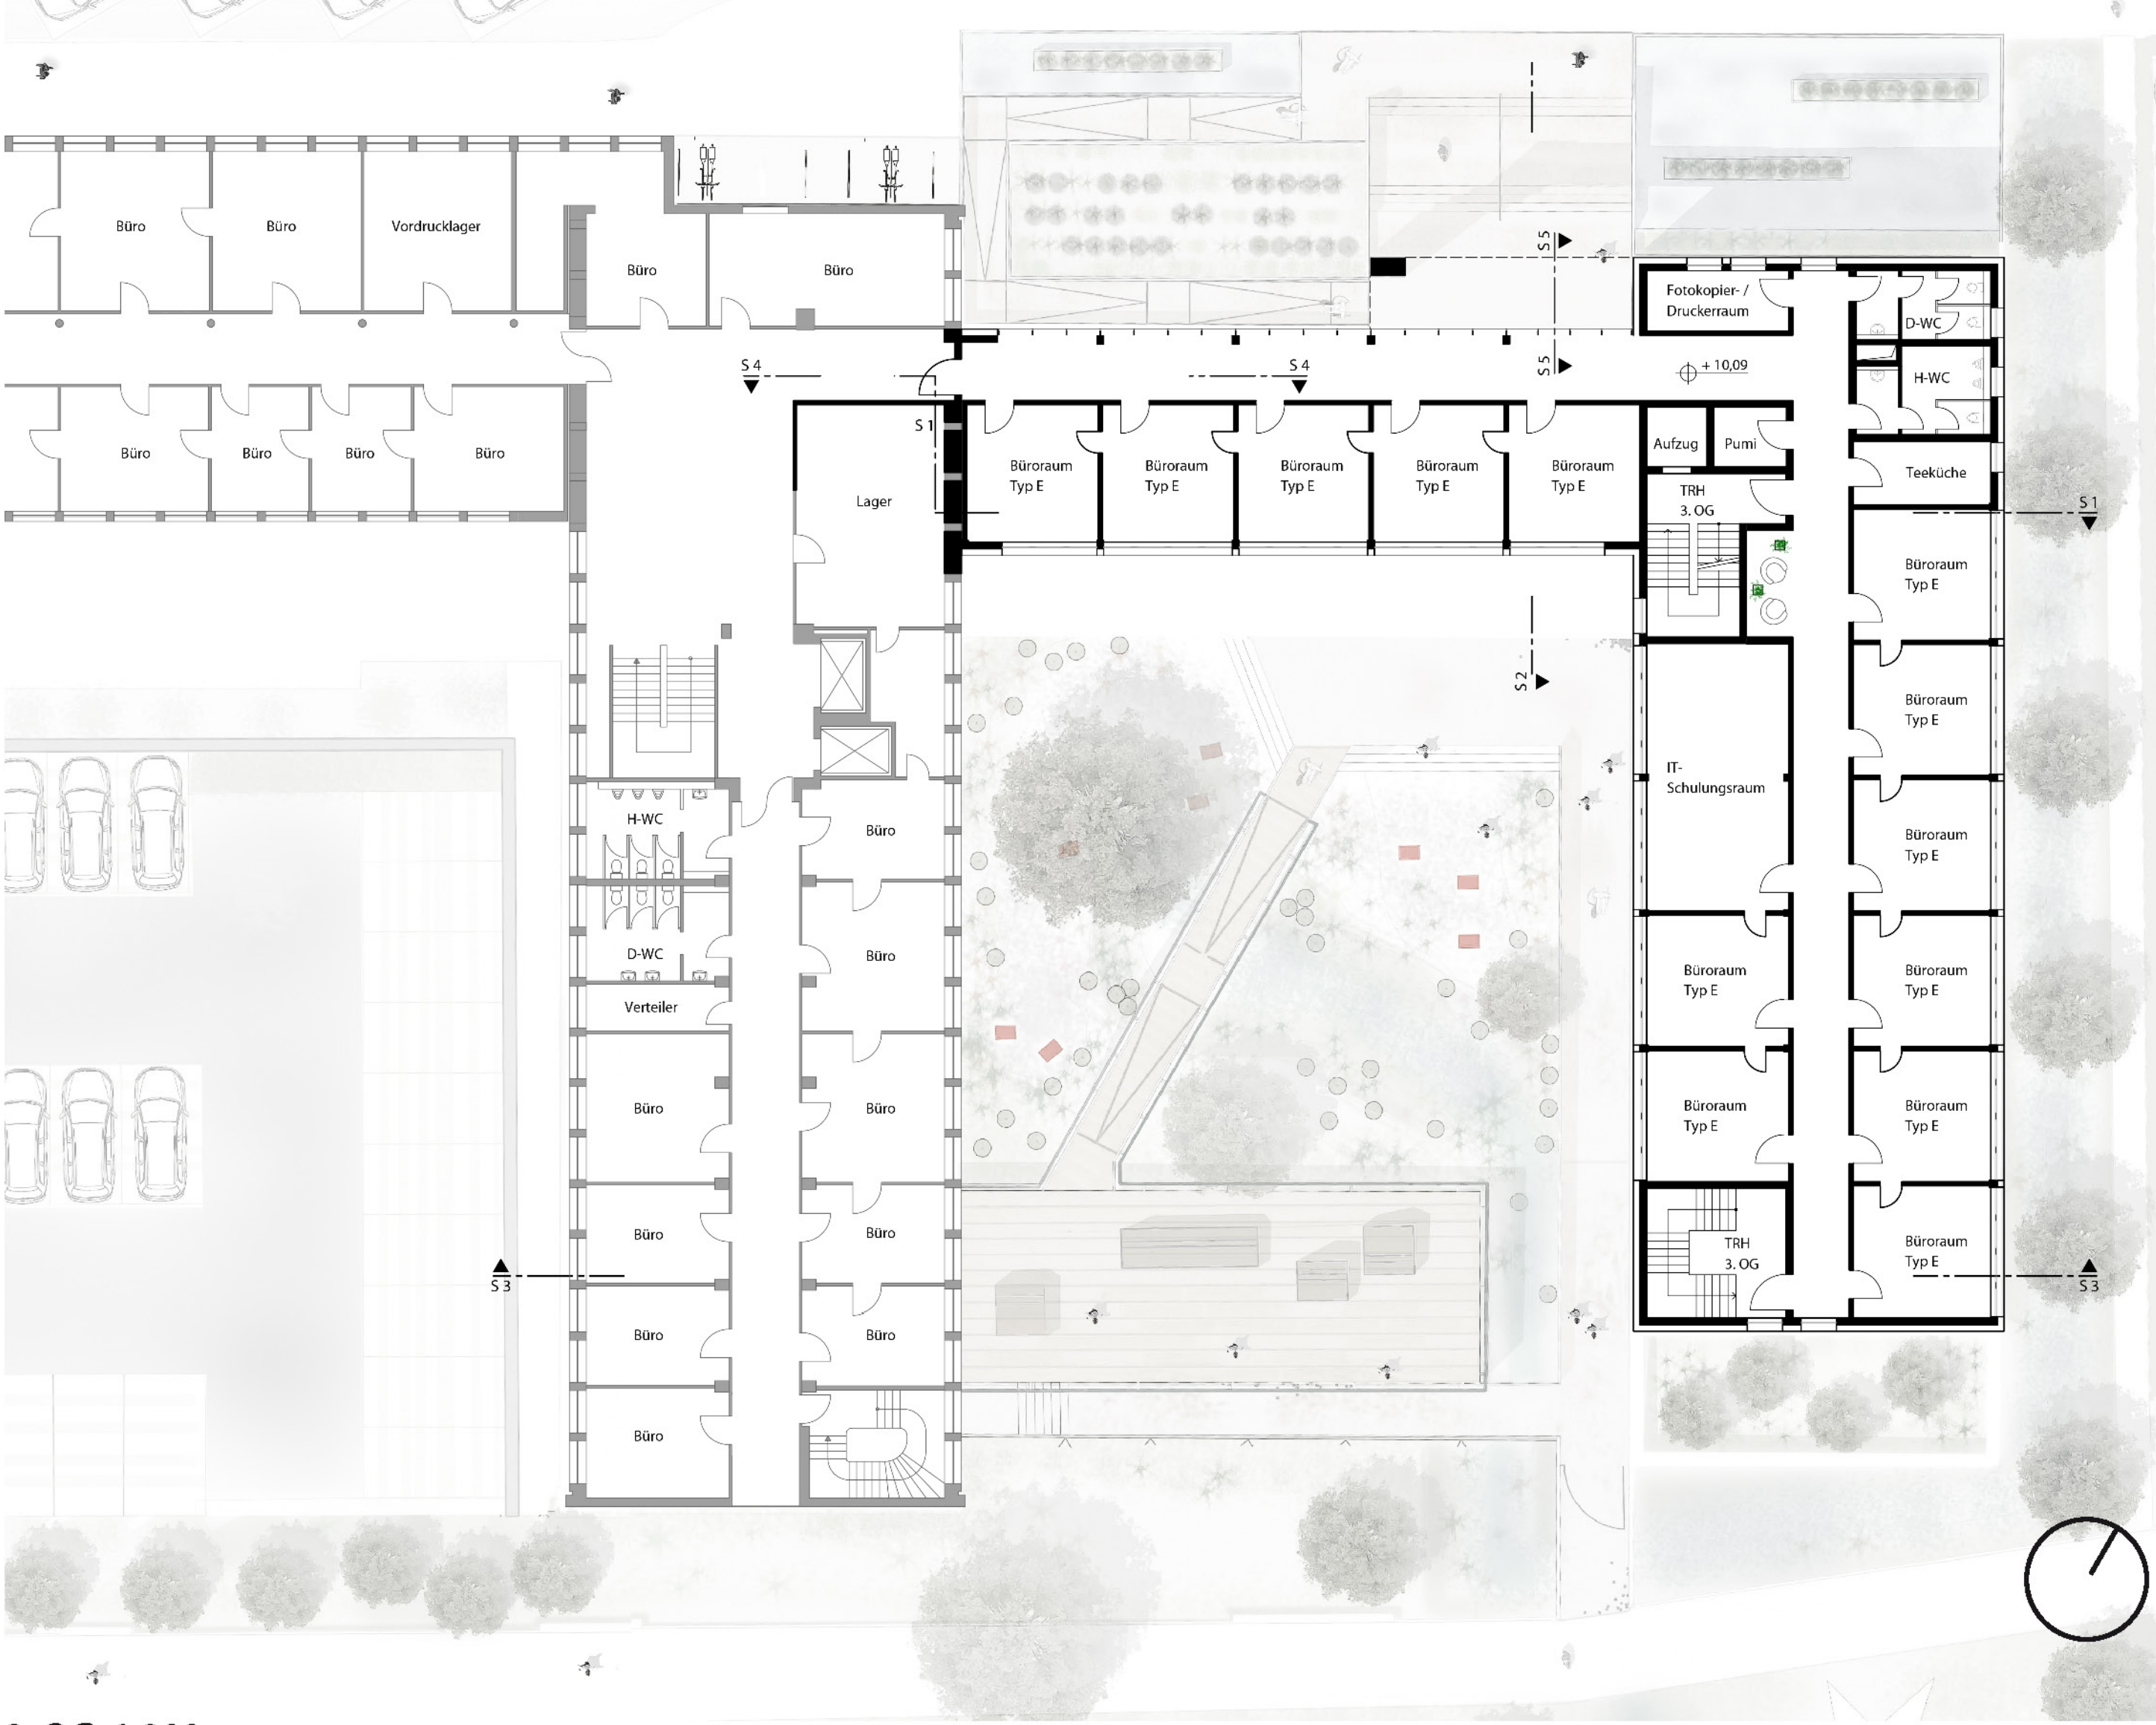 Büro
Büro
Vordrucklager
Büro
Büro
Büro
Büro
Büro
Büro
S 4
S 4
S 5
S 5
S 1
Lager
Büroraum
Typ E
Büroraum
Typ E
Büroraum
Typ E
Büroraum
Typ E
Büroraum
Typ E
Fotokopier- /
Druckerraum
D-WC
+ 10,09
H-WC
Aufzug
Pumi
Teeküche
TRH
3. OG
S 1
Büroraum
Typ E
S 2
Büroraum
Typ E
IT-
Schulungsraum
Büroraum
Typ E
Büroraum
Typ E
Büroraum
Typ E
Büroraum
Typ E
Büroraum
Typ E
TRH
3. OG
Büroraum
Typ E
S 3
H-WC
Büro
D-WC
Büro
Verteiler
Büro
Büro
Büro
Büro
S 3
Büro
Büro
Büro